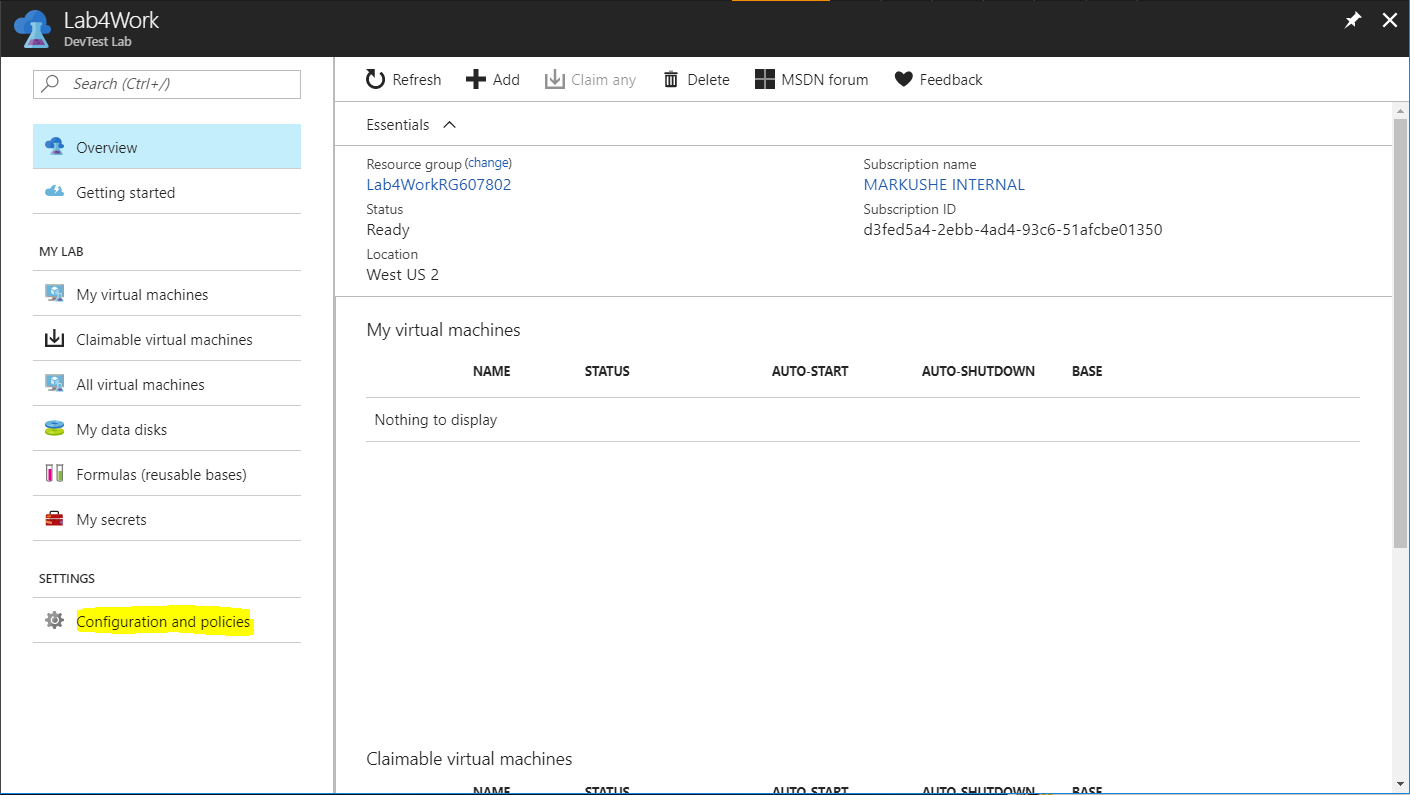 Lab4Work
DevTest Lab
Search (Ctrl+/)
Overview
Getting started
MY LAB
My virtual machines
Claimable virtual machines
All virtual machines
My data disks
Formulas (reusable bases)
My secrets
SETTINGS
Configuration and policies
Refresh Add Claim any Delete MSDN forum Feedback
Essentials
Resource group (change)
Lab4WorkRG607802
Status
Ready
Location
West US 2
Subscription name
MARKUSHE INTERNAL
Subscription ID
d3fed5a4-2ebb-4ad4-93c6-51afcbe01350
My virtual machines
NAME STATUS AUTO-START AUTO-SHUTDOWN BASE
Nothing to display
Claimable virtual machines
NAME STATUS AUTO-START AUTO-SHUTDOWN BASE